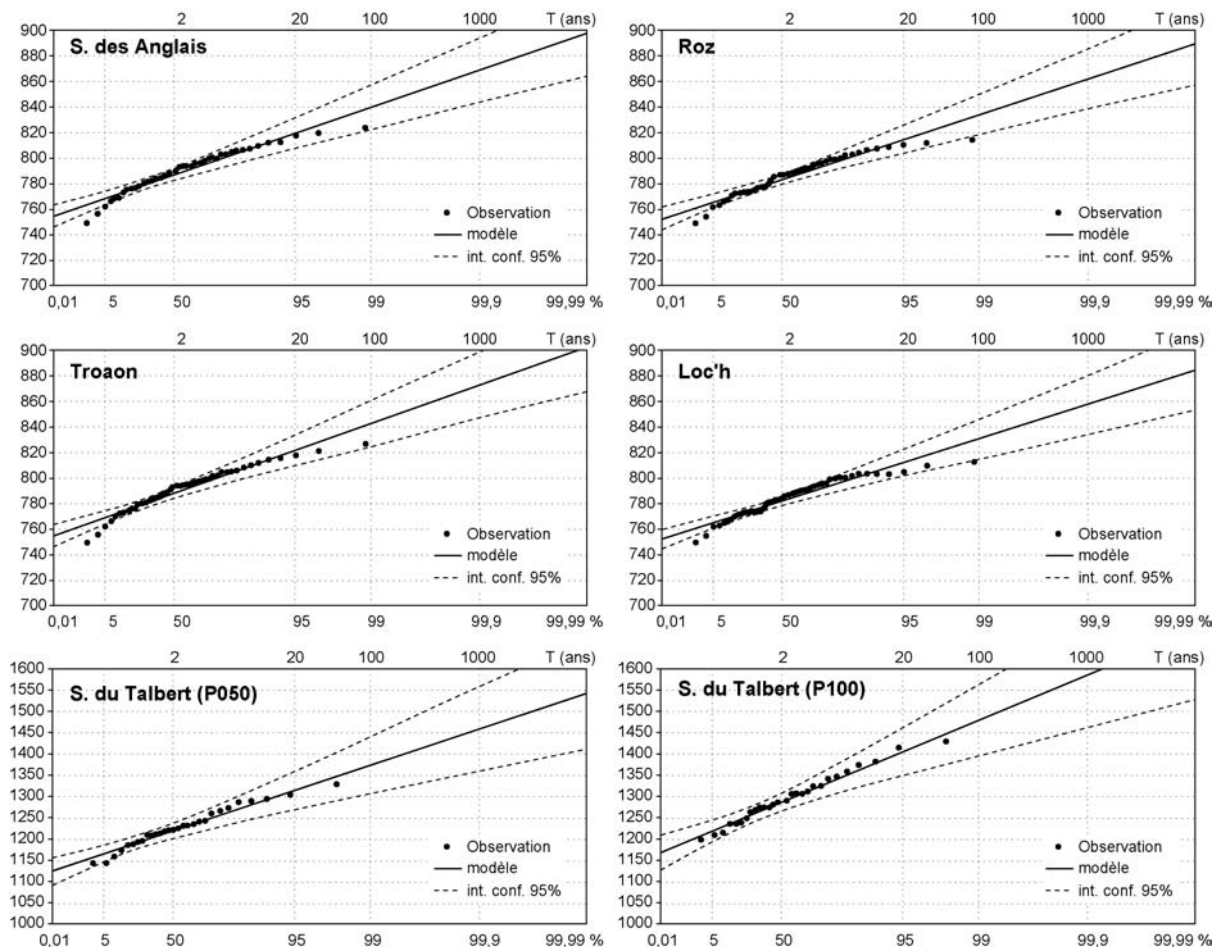 2 20 100 1000 T (ans)
900
880
860
840
820
800
780
760
740
720
700
S. des Anglais
Observation
modèle
int. conf. 95%
0,01 5 50 95 99 99,9 99,99 %
2 20 100 1000 T (ans)
900
880
860
840
820
800
780
760
740
720
700
Roz
Observation
modèle
int. conf. 95%
0,01 5 50 95 99 99,9 99,99 %
2 20 100 1000 T (ans)
900
880
860
840
820
800
780
760
740
720
700
Troaon
Observation
modèle
int. conf. 95%
0,01 5 50 95 99 99,9 99,99 %
2 20 100 1000 T (ans)
900
880
860
840
820
800
780
760
740
720
700
Loc'h
Observation
modèle
int. conf. 95%
0,01 5 50 95 99 99,9 99,99 %
2 20 100 1000 T (ans)
1600
1550
1500
1450
1400
1350
1300
1250
1200
1150
1100
1050
1000
S. du Talbert (P050)
Observation
modèle
int. conf. 95%
0,01 5 50 95 99 99,9 99,99 %
2 20 100 1000 T (ans)
1600
1550
1500
1450
1400
1350
1300
1250
1200
1150
1100
1050
1000
S. du Talbert (P100)
Observation
modèle
int. conf. 95%
0,01 5 50 95 99 99,9 99,99 %